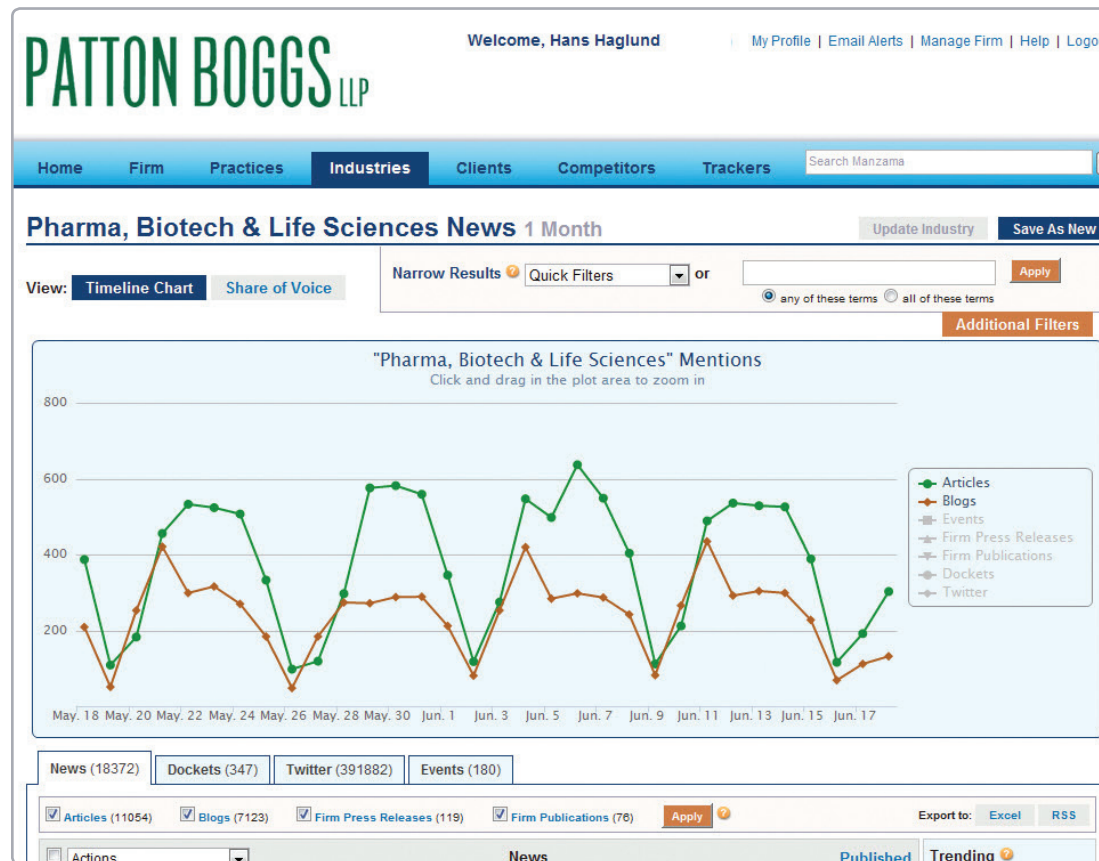 PATTON BOGGS LLP
Welcome, Hans Haglund
My Profile | Email Alerts | Manage Firm | Help | Logo
Home Firm Practices Industries Clients Competitors Trackers Search Manzama
Pharma, Biotech & Life Sciences News 1 Month
Update Industry Save As New
View: Timeline Chart Share of Voice
Narrow Results ? Quick Filters or Apply
any of these terms all of these terms
Additional Filters
"Pharma, Biotech & Life Sciences" Mentions
Click and drag in the plot area to zoom in
800
600
400
200
Articles
Blogs
Events
Firm Press Releases
Firm Publications
Dockets
Twitter
May. 18 May. 20 May. 22 May. 24 May. 26 May. 28 May. 30 Jun. 1 Jun. 3 Jun. 5 Jun. 7 Jun. 9 Jun. 11 Jun. 13 Jun. 15 Jun. 17
News (18372) Dockets (347) Twitter (391882) Events (180)
Articles (11054) Blogs (7123) Firm Press Releases (119) Firm Publications (76) Apply ? Export to: Excel RSS
Actions News Published Trending ?